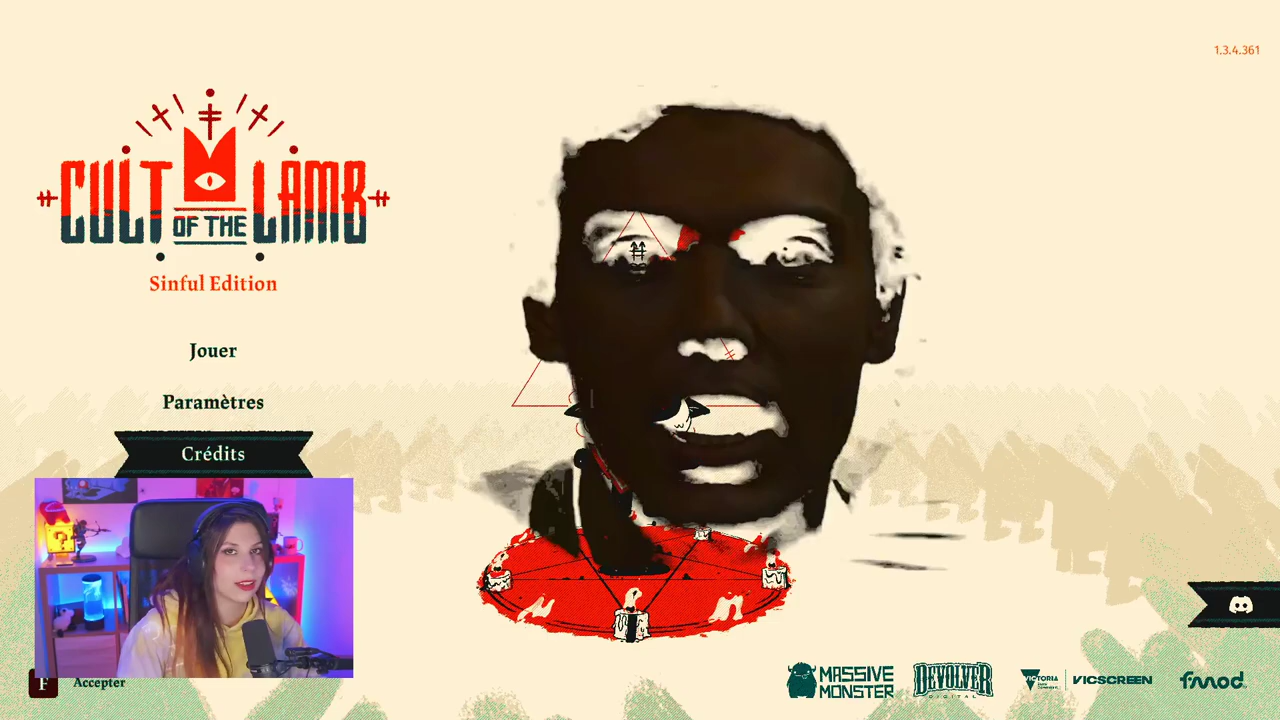 1.3.4.361
CULT OF THE LAMB
Sinful Edition
Jouer
Paramètres
Crédits
F Accepter
MASSIVE
MONSTER
DEVOLVER
DIGITAL
VICTORIA
VICSCREEN
fmod